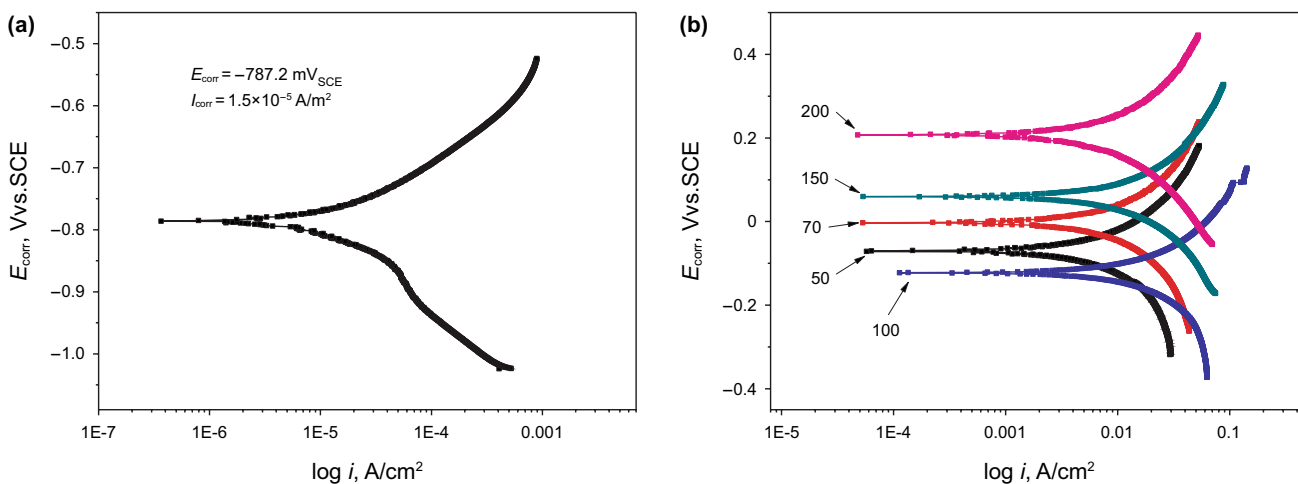 (a)
−0.5
−0.6
−0.7
−0.8
−0.9
−1.0
E_corr, Vvs.SCE
E_corr = −787.2 mV_SCE
I_corr = 1.5×10⁻⁵ A/m²
1E-7
1E-6
1E-5
1E-4
0.001
log i, A/cm²
(b)
0.4
0.2
0
−0.2
−0.4
E_corr, Vvs.SCE
200
150
70
50
100
1E-5
0.001
0.01
0.1
log i, A/cm²